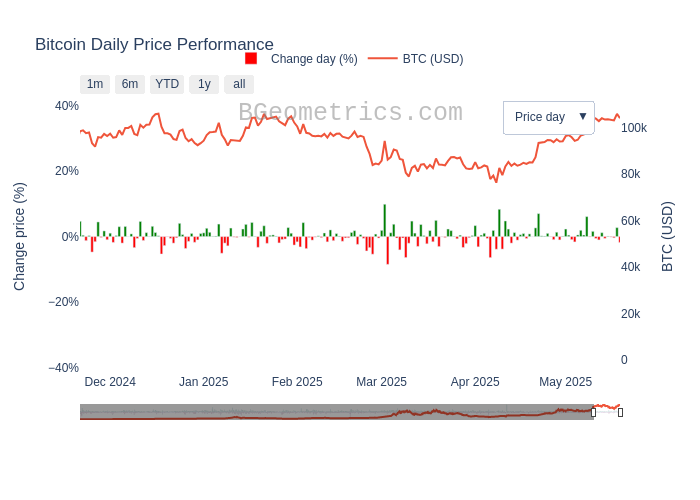 Bitcoin Daily Price Performance
Change day (%) BTC (USD)
1m 6m YTD 1y all
BGeometrics.com
Price day ▼
40%
20%
0%
−20%
−40%
Change price (%)
100k
80k
60k
40k
20k
0
BTC (USD)
Dec 2024 Jan 2025 Feb 2025 Mar 2025 Apr 2025 May 2025